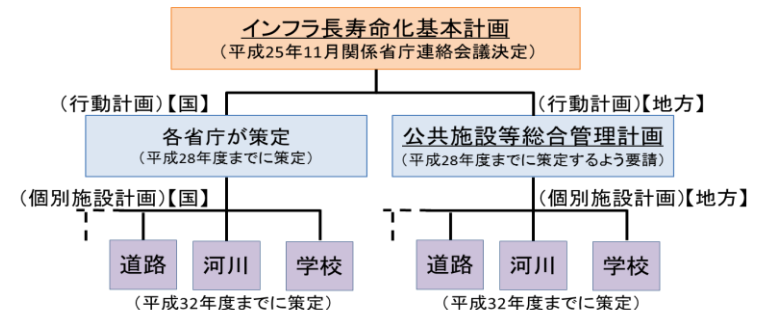 インフラ長寿命化基本計画
(平成25年11月関係省庁連絡会議決定)
(行動計画)【国】
(行動計画)【地方】
各省庁が策定
(平成28年度までに策定)
公共施設等総合管理計画
(平成28年度までに策定するよう要請)
(個別施設計画)【国】
(個別施設計画)【地方】
道路 河川 学校
道路 河川 学校
(平成32年度までに策定)
(平成32年度までに策定)